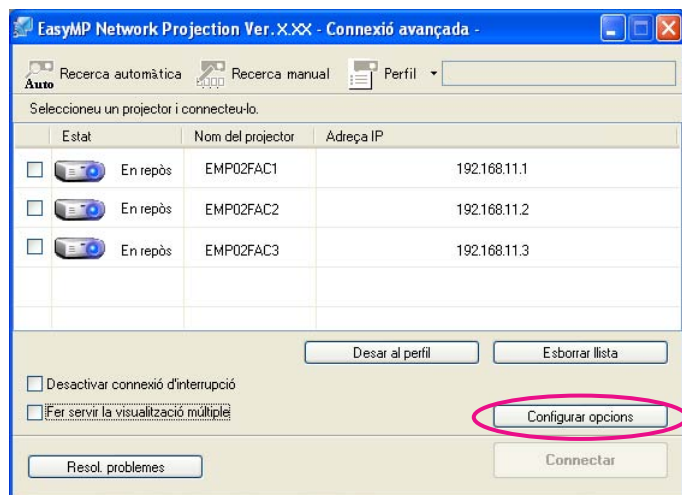 EasyMP Network Projection Ver.X.XX - Connexió avançada -
Auto Recerca automàtica Recerca manual Perfil
Seleccioneu un projector i connecteu-lo.
Estat Nom del projector Adreça IP
En repòs EMP02FAC1 192.168.11.1
En repòs EMP02FAC2 192.168.11.2
En repòs EMP02FAC3 192.168.11.3
Desar al perfil Esborrar llista
Desactivar connexió d'interrupció
Fer servir la visualització múltiple Configurar opcions
Resol. problemes Connectar